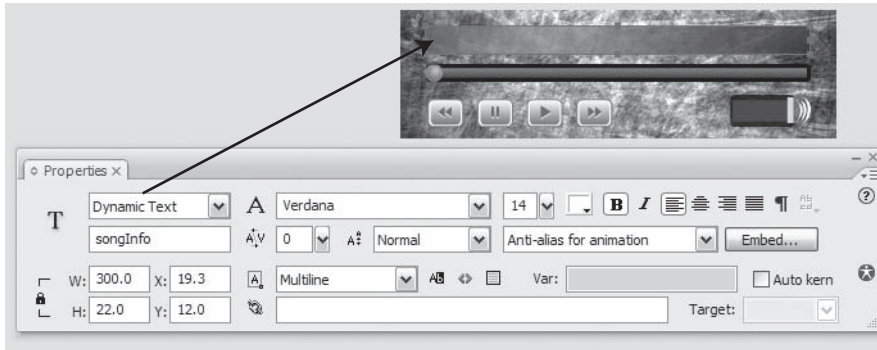 Properties ×
T Dynamic Text A Verdana 14 B I
songInfo A V 0 A Normal Anti-alias for animation Embed...
W: 300.0 X: 19.3 A Multiline AB <> Var: Auto kern
H: 22.0 Y: 12.0 Target: